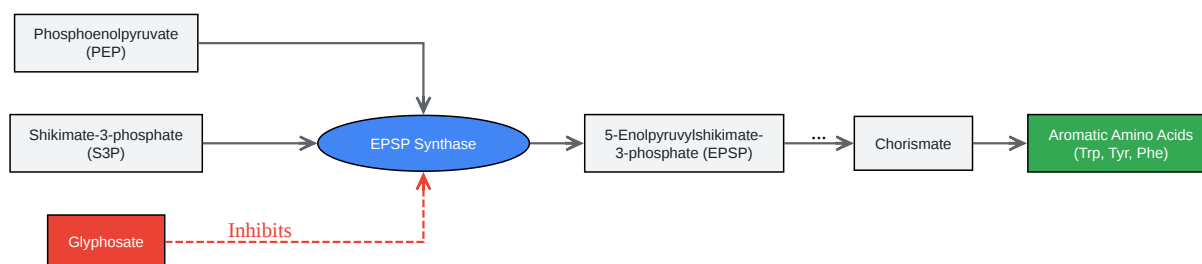 Phosphoenolpyruvate
(PEP)
Shikimate-3-phosphate
(S3P)
EPSP Synthase
5-Enolpyruvylshikimate-
3-phosphate (EPSP)
...
Chorismate
Aromatic Amino Acids
(Trp, Tyr, Phe)
Glyphosate
Inhibits